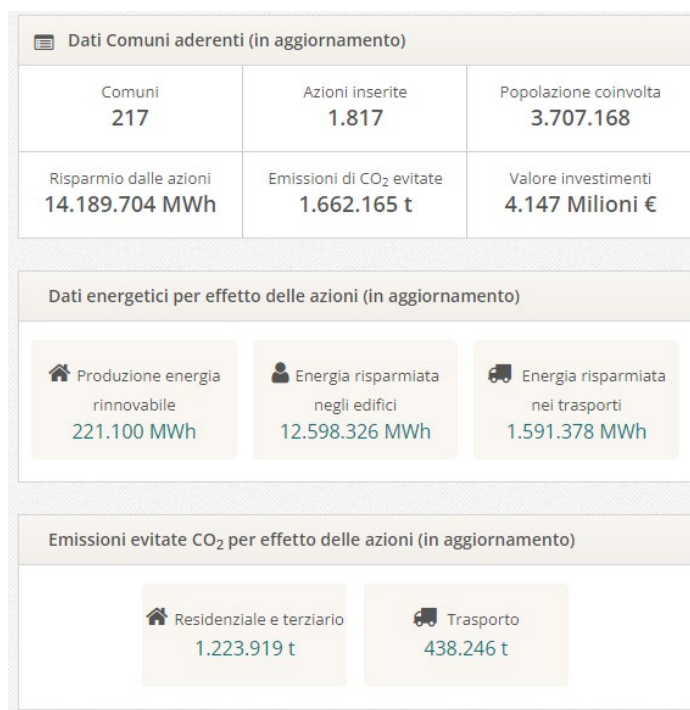 Dati Comuni aderenti (in aggiornamento)
Comuni
217
Azioni inserite
1.817
Popolazione coinvolta
3.707.168
Risparmio dalle azioni
14.189.704 MWh
Emissioni di CO₂ evitate
1.662.165 t
Valore investimenti
4.147 Milioni €
Dati energetici per effetto delle azioni (in aggiornamento)
Produzione energia
rinnovabile
221.100 MWh
Energia risparmiata
negli edifici
12.598.326 MWh
Energia risparmiata
nei trasporti
1.591.378 MWh
Emissioni evitate CO₂ per effetto delle azioni (in aggiornamento)
Residenziale e terziario
1.223.919 t
Trasporto
438.246 t